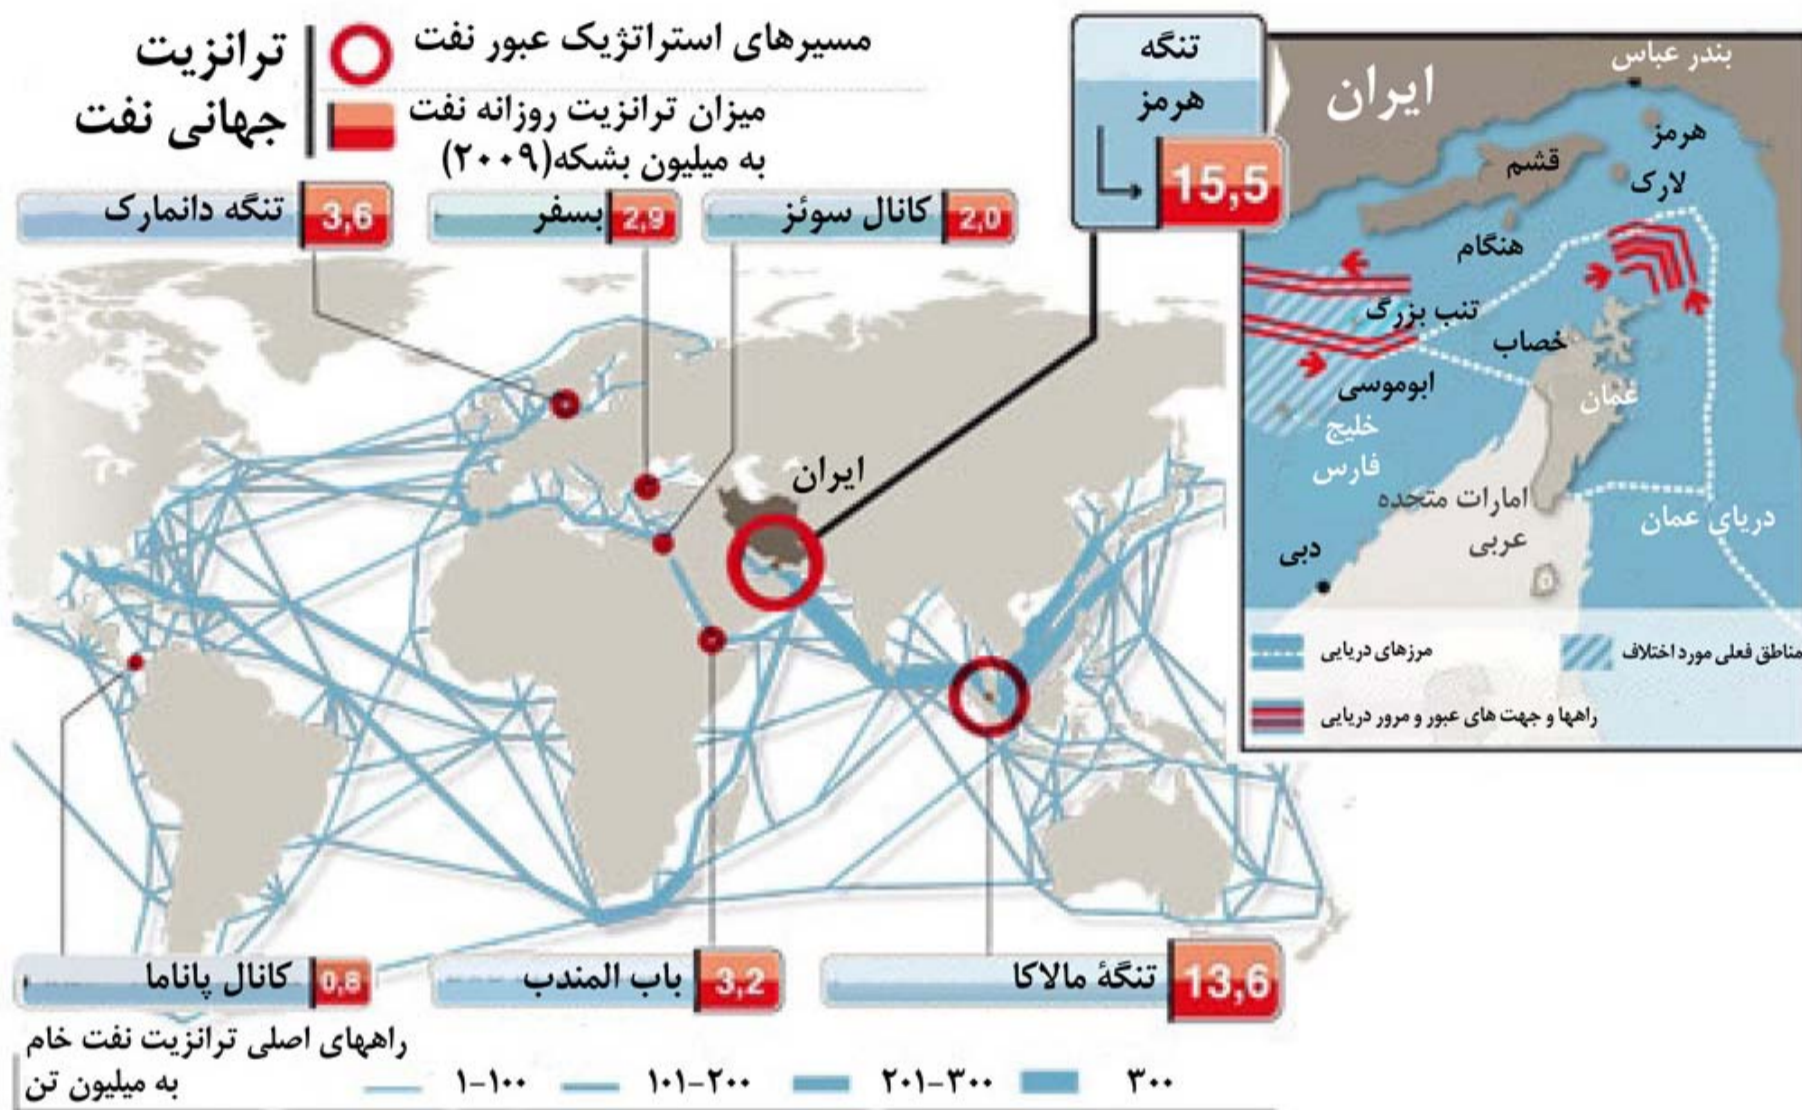 ترانزیت
جهانی نفت
مسیرهای استراتژیک عبور نفت
میزان ترانزیت روزانه نفت
به میلیون بشکه(۲۰۰۹)
تنگه
هرمز
15,5
کانال سوئز 2,0
بسفر 2,9
تنگه دانمارک 3,6
ایران
کانال پاناما 0,8
باب المندب 3,2
تنگۀ مالاکا 13,6
راههای اصلی ترانزیت نفت خام
به میلیون تن
۱-۱۰۰
۱۰۱-۲۰۰
۲۰۱-۳۰۰
۳۰۰
بندر عباس
ایران
هرمز
قشم
لارک
هنگام
تنب بزرگ
خصاب
ابوموسی
عمان
خلیج
فارس
امارات متحده
عربی
دریای عمان
دبی
مرزهای دریایی
مناطق فعلی مورد اختلاف
راهها و جهت های عبور و مرور دریایی